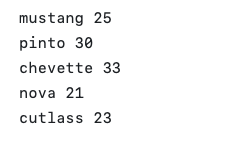 mustang 25
pinto 30
chevette 33
nova 21
cutlass 23